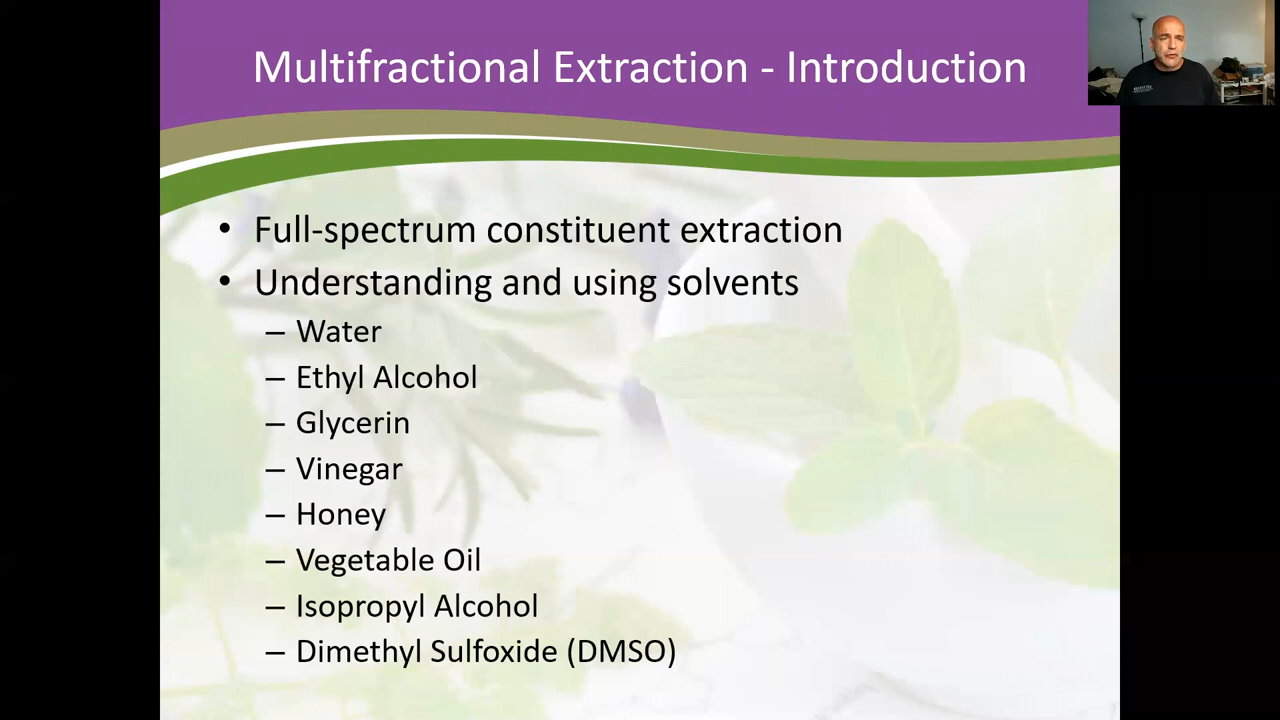 Multifractional Extraction - Introduction
• Full-spectrum constituent extraction
• Understanding and using solvents
– Water
– Ethyl Alcohol
– Glycerin
– Vinegar
– Honey
– Vegetable Oil
– Isopropyl Alcohol
– Dimethyl Sulfoxide (DMSO)